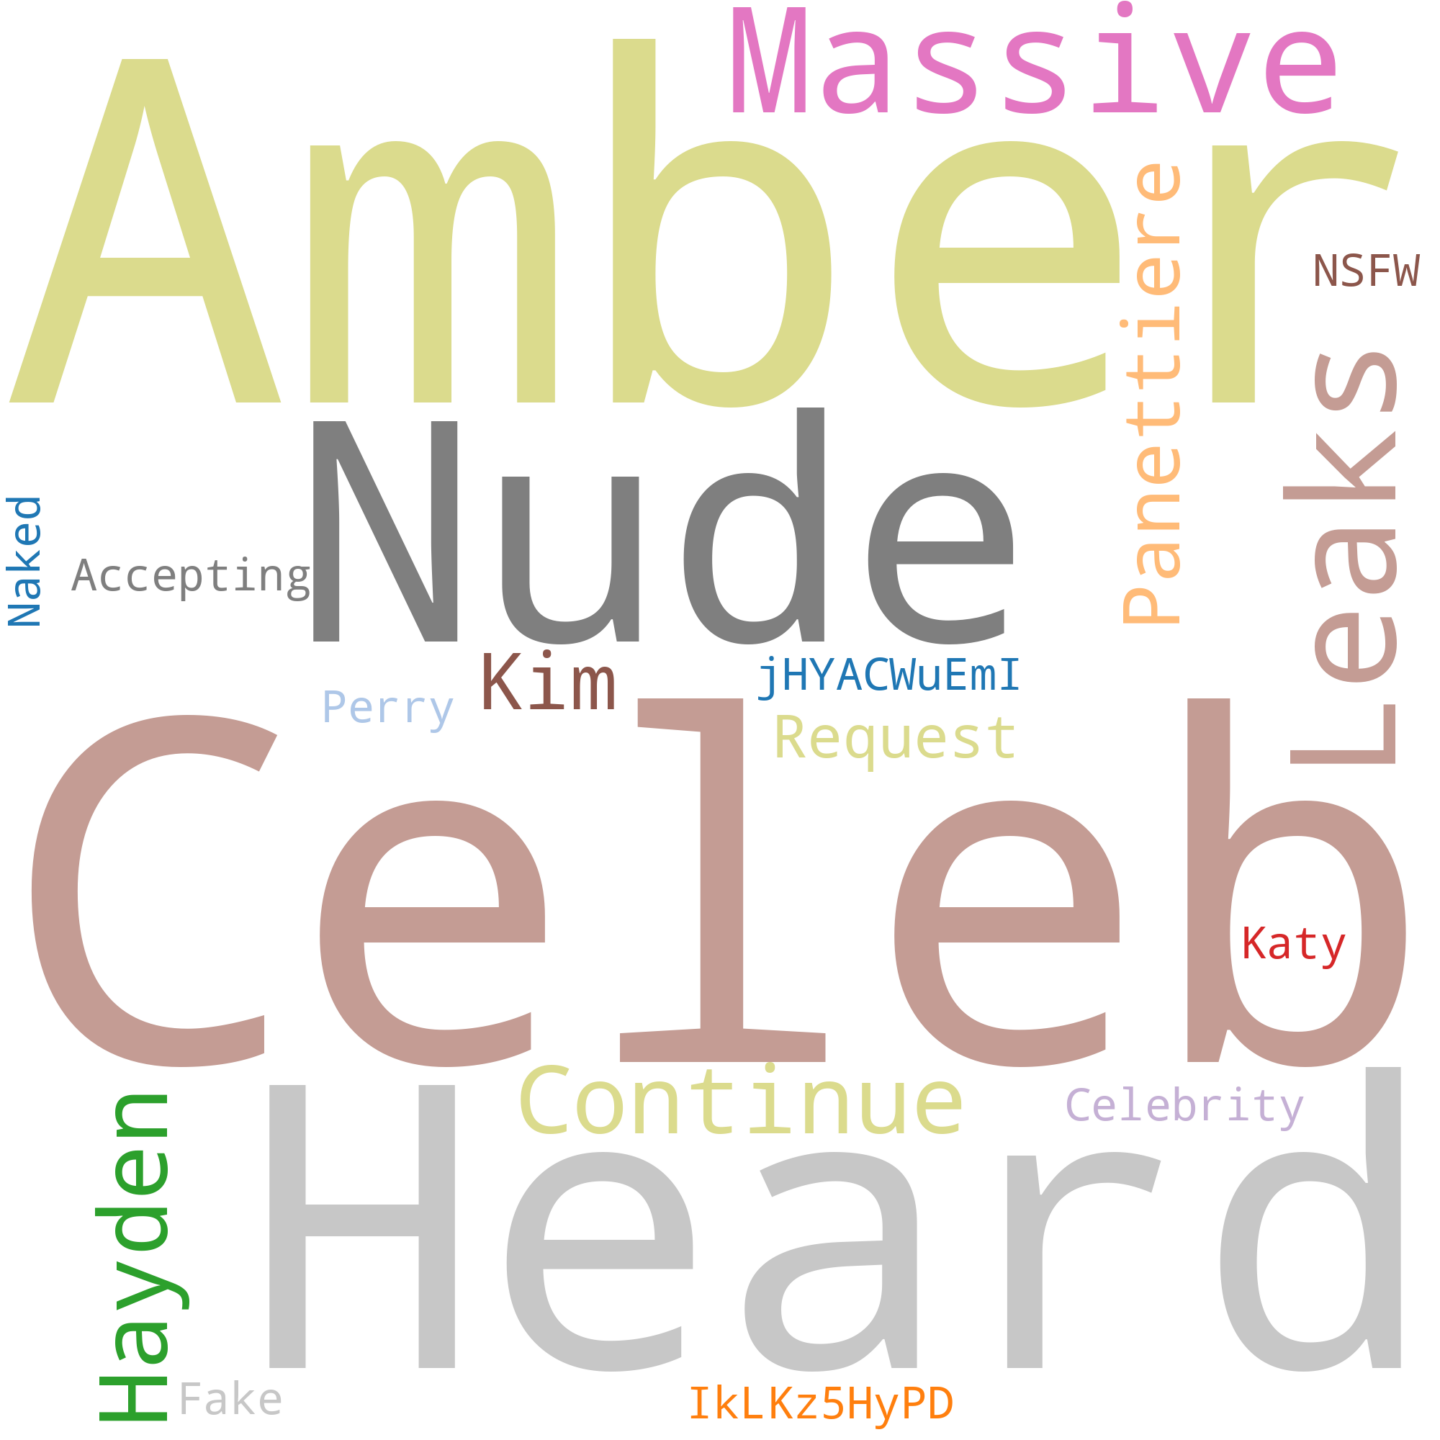 Massive
Amber
Panettiere
NSFW
Leaks
Nude
Naked
Accepting
Kim
jHYACWuEmI
Perry
Request
Celeb
Katy
Continue
Celebrity
Hayden
Heard
Fake
IkLKz5HyPD